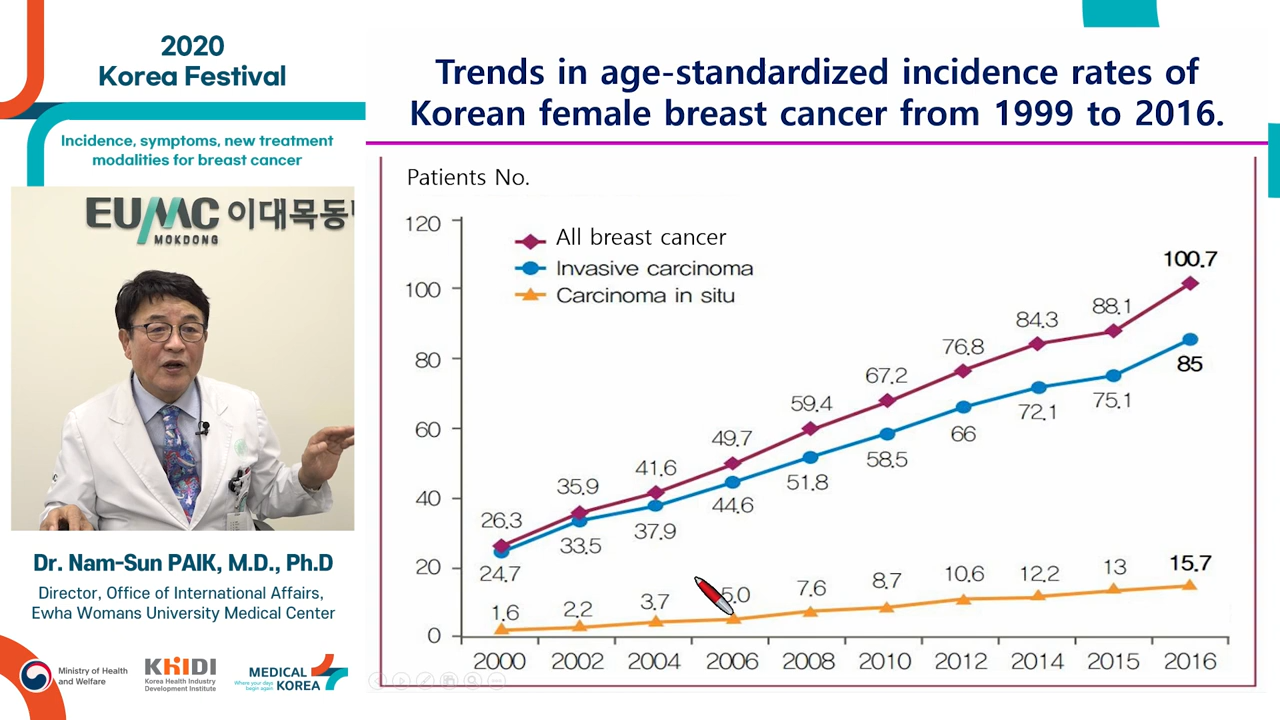 2020
Korea Festival
Incidence, symptoms, new treatment
modalities for breast cancer
EUMC 이대목동
MOKDONG
Dr. Nam-Sun PAIK, M.D., Ph.D
Director, Office of International Affairs,
Ewha Womans University Medical Center
Ministry of Health
and Welfare
KHIDI
Korea Health Industry
Development Institute
MEDICAL
KOREA
Where your days
begin again
Trends in age-standardized incidence rates of
Korean female breast cancer from 1999 to 2016.
Patients No.
All breast cancer
Invasive carcinoma
Carcinoma in situ
120
100
80
60
40
20
0
26.3 35.9 41.6 49.7 59.4 67.2 76.8 84.3 88.1 100.7
24.7 33.5 37.9 44.6 51.8 58.5 66 72.1 75.1 85
1.6 2.2 3.7 5.0 7.6 8.7 10.6 12.2 13 15.7
2000 2002 2004 2006 2008 2010 2012 2014 2015 2016